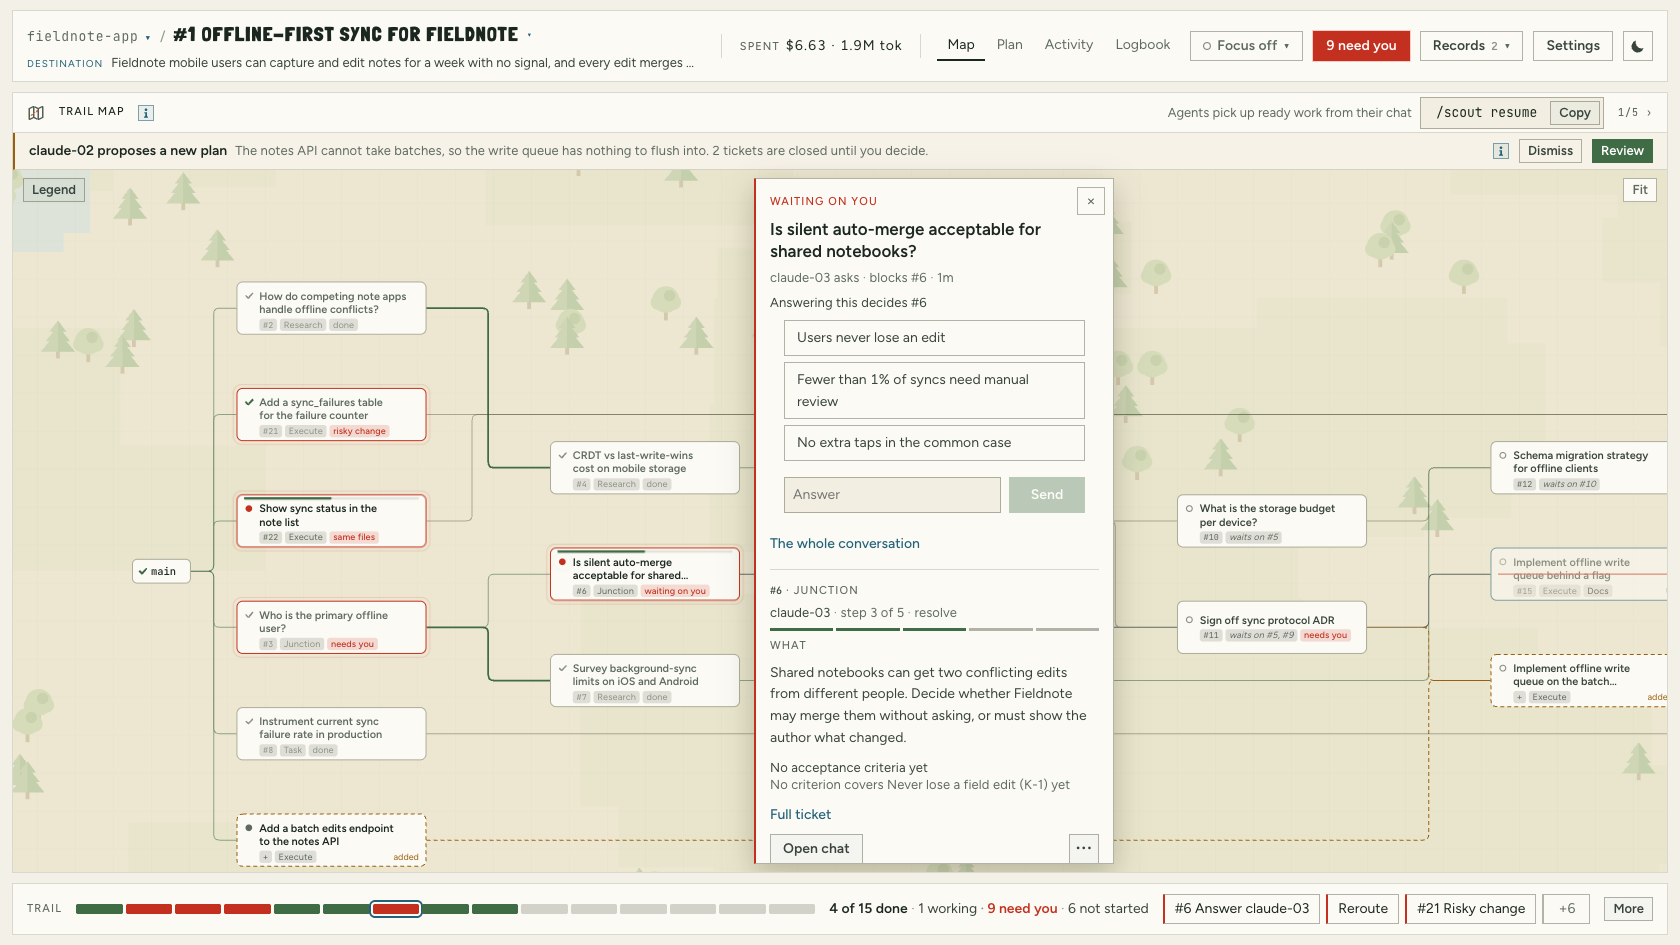 fieldnote-app ▾ / #1 OFFLINE-FIRST SYNC FOR FIELDNOTE ▾
DESTINATION Fieldnote mobile users can capture and edit notes for a week with no signal, and every edit merges ...
SPENT $6.63 · 1.9M tok
Map Plan Activity Logbook
Focus off ▾
9 need you
Records 2 ▾
Settings
TRAIL MAP i
Agents pick up ready work from their chat /scout resume Copy 1/5 ›
claude-02 proposes a new plan The notes API cannot take batches, so the write queue has nothing to flush into. 2 tickets are closed until you decide.
i Dismiss Review
Legend
Fit
main
How do competing note apps
handle offline conflicts?
#2 Research done
Add a sync_failures table
for the failure counter
#21 Execute risky change
Show sync status in the
note list
#22 Execute same files
Who is the primary offline
user?
#3 Junction needs you
Instrument current sync
failure rate in production
#8 Task done
Add a batch edits endpoint
to the notes API
+ Execute added
CRDT vs last-write-wins
cost on mobile storage
#4 Research done
Is silent auto-merge
acceptable for shared...
#6 Junction waiting on you
Survey background-sync
limits on iOS and Android
#7 Research done
WAITING ON YOU ×
Is silent auto-merge acceptable for
shared notebooks?
claude-03 asks · blocks #6 · 1m
Answering this decides #6
Users never lose an edit
Fewer than 1% of syncs need manual
review
No extra taps in the common case
Answer Send
The whole conversation
#6 · JUNCTION
claude-03 · step 3 of 5 · resolve
WHAT
Shared notebooks can get two conflicting edits
from different people. Decide whether Fieldnote
may merge them without asking, or must show the
author what changed.
No acceptance criteria yet
No criterion covers Never lose a field edit (K-1) yet
Full ticket
Open chat ···
What is the storage budget
per device?
#10 waits on #5
Sign off sync protocol ADR
#11 waits on #5, #9 needs you
Schema migration strategy
for offline clients
#12 waits on #10
Implement offline write
queue behind a flag
#15 Execute Docs
Implement offline write
queue on the batch...
+ Execute adde
TRAIL
4 of 15 done · 1 working · 9 need you · 6 not started
#6 Answer claude-03
Reroute
#21 Risky change
+6
More